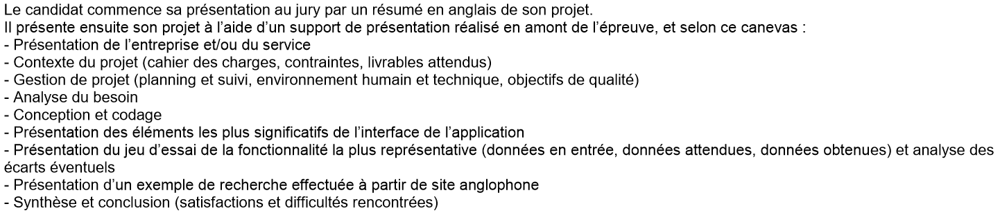 Le candidat commence sa présentation au jury par un résumé en anglais de son projet.
Il présente ensuite son projet à l’aide d’un support de présentation réalisé en amont de l’épreuve, et selon ce canevas :
- Présentation de l’entreprise et/ou du service
- Contexte du projet (cahier des charges, contraintes, livrables attendus)
- Gestion de projet (planning et suivi, environnement humain et technique, objectifs de qualité)
- Analyse du besoin
- Conception et codage
- Présentation des éléments les plus significatifs de l’interface de l’application
- Présentation du jeu d’essai de la fonctionnalité la plus représentative (données en entrée, données attendues, données obtenues) et analyse des
écarts éventuels
- Présentation d’un exemple de recherche effectuée à partir de site anglophone
- Synthèse et conclusion (satisfactions et difficultés rencontrées)